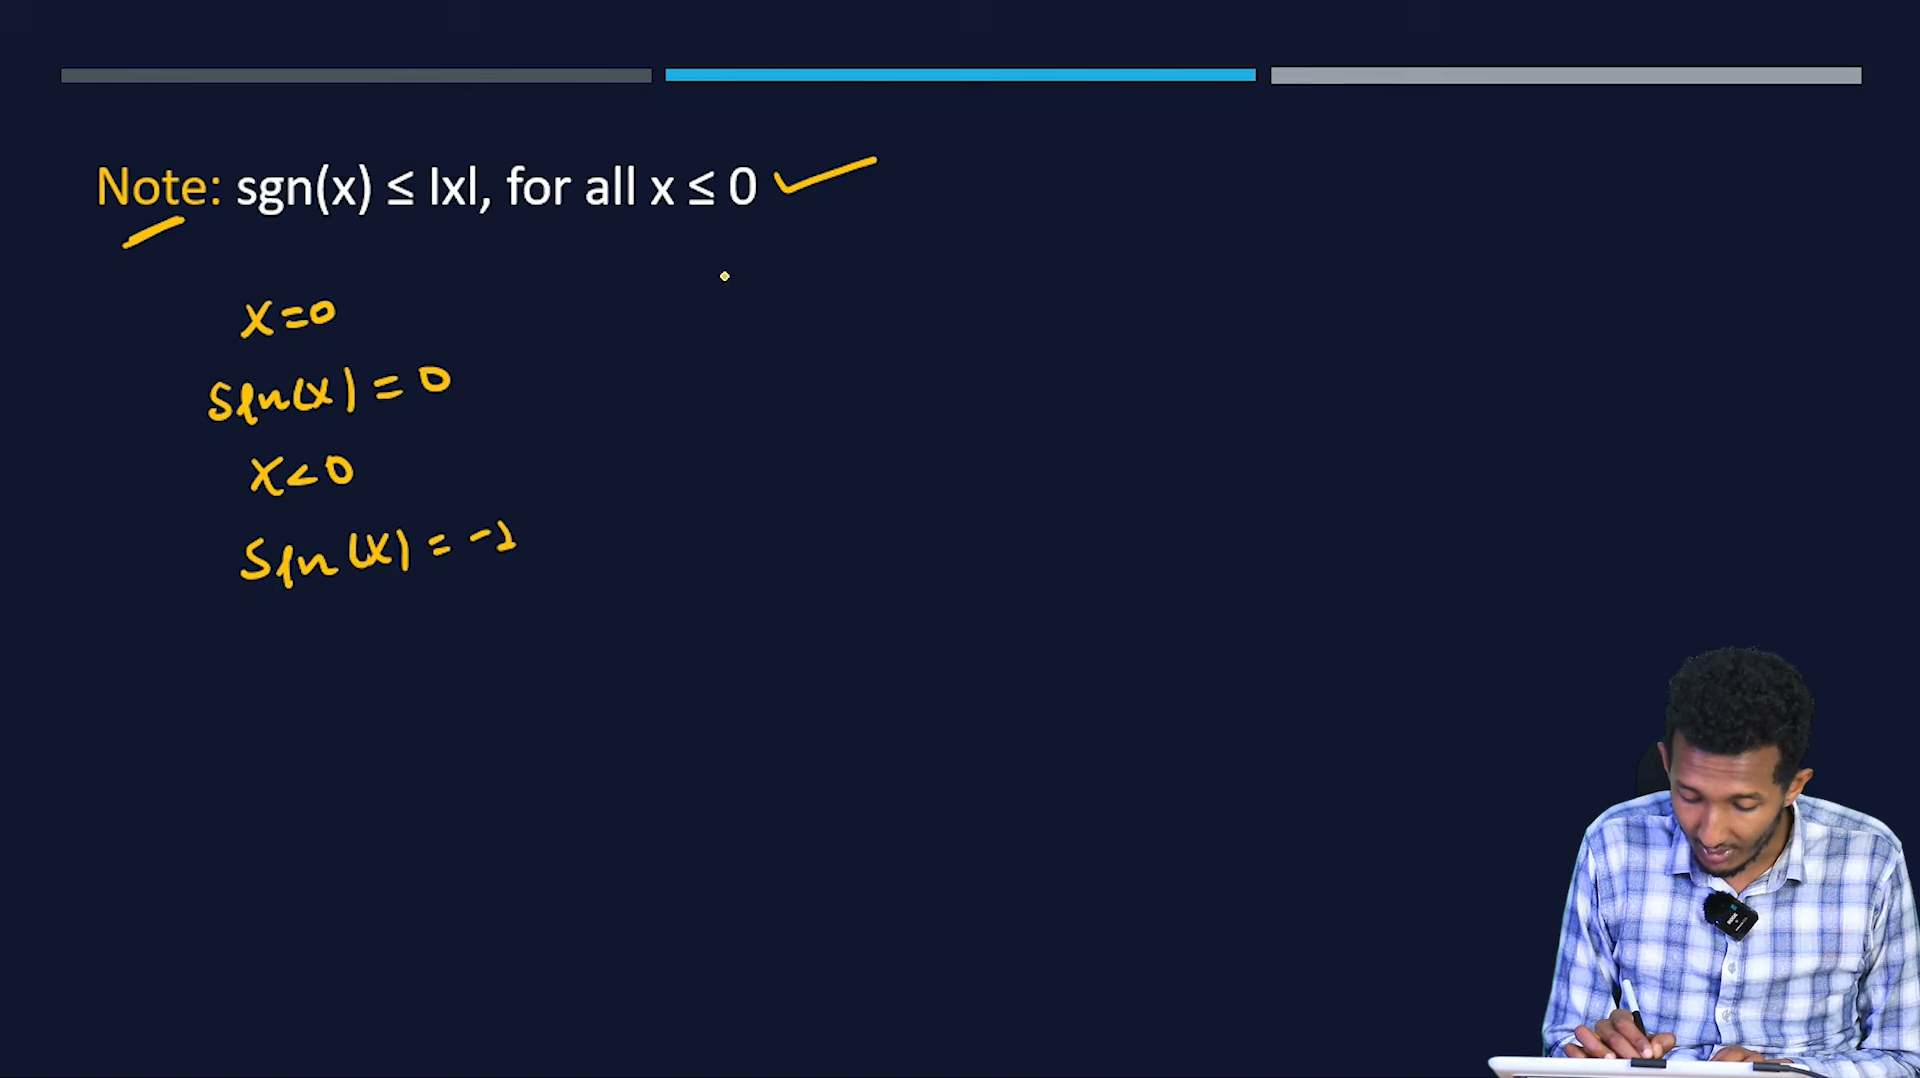 Note: sgn(x) ≤ |x|, for all x ≤ 0 ✓
x=0
sgn(x) = 0
x<0
sgn(x) = -1